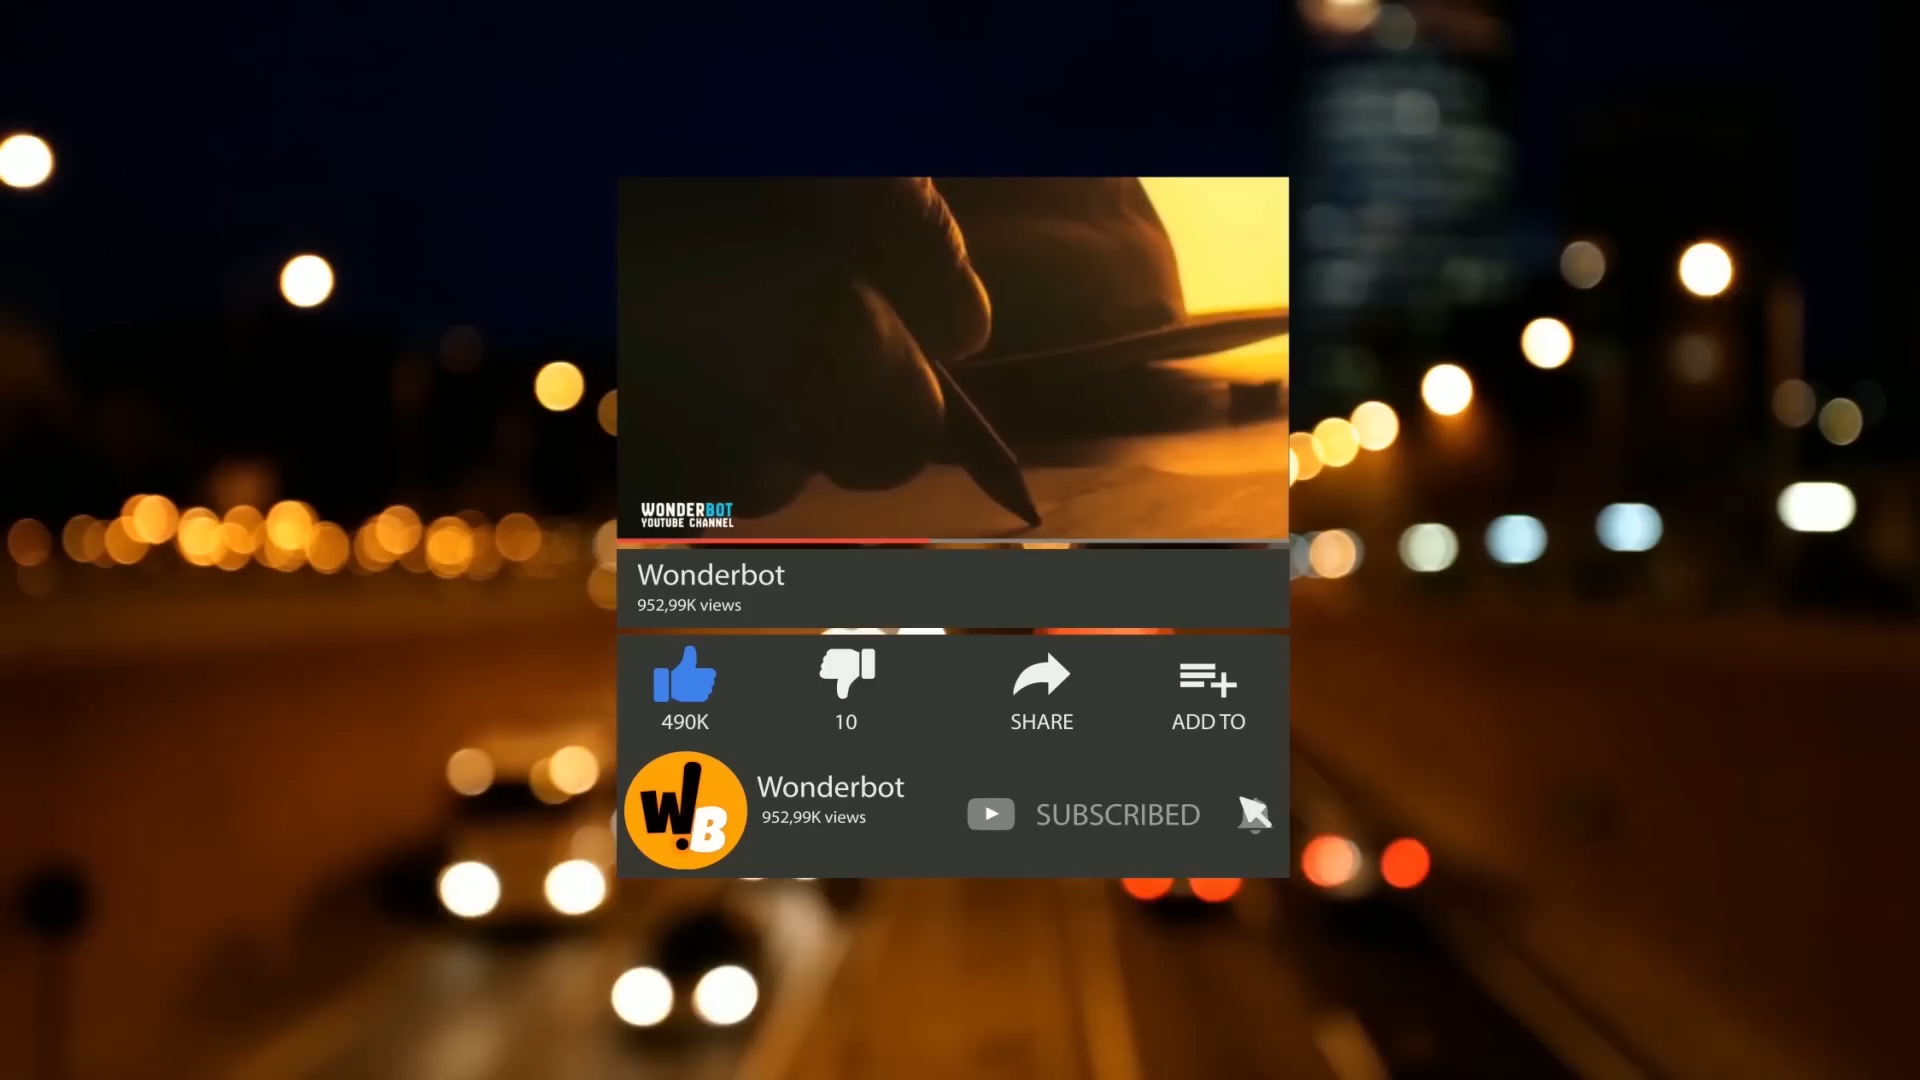 WONDERBOT
YOUTUBE CHANNEL
Wonderbot
952,99K views
490K
10
SHARE
ADD TO
W!B
Wonderbot
952,99K views
SUBSCRIBED